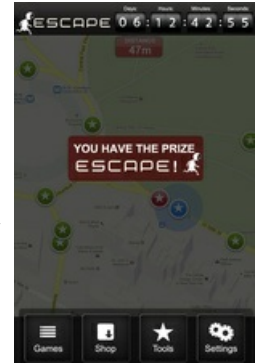 Days Hours Minutes Seconds
ESCAPE 06:12:42:55
DISTANCE
47m
YOU HAVE THE PRIZE
ESCAPE!
Games Shop Tools Settings